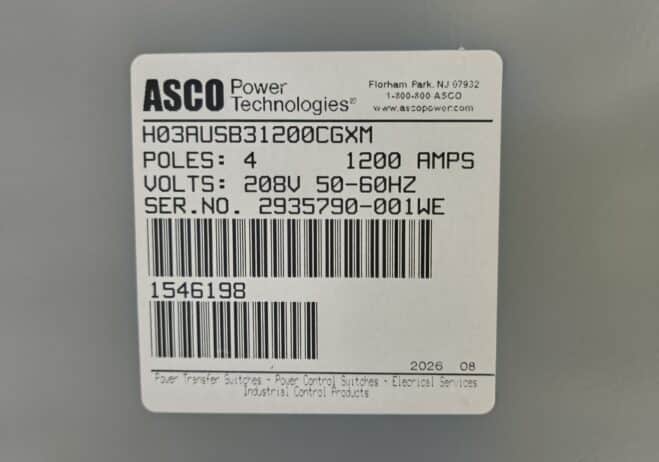 ASCO Power Technologies®
Florham Park, NJ 07932
1-800-800 ASCO
www.ascopower.com
H03AUSB31200CGXM
POLES: 4 1200 AMPS
VOLTS: 208V 50-60HZ
SER.NO. 2935790-001WE
1546198
2026 08
Power Transfer Switches - Power Control Switches - Electrical Services
Industrial Control Products